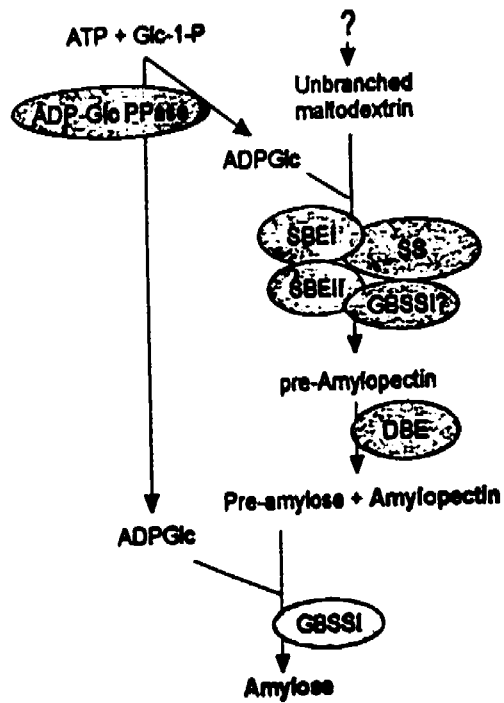 ?
ATP + Glc-1-P
Unbranched
maltodextrin
ADP-Glc PPase
ADPGlc
SBEI
SS
SBEII
GBSSI?
pre-Amylopectin
DBE
Pre-amylose + Amylopectin
ADPGlc
GBSSI
Amylose